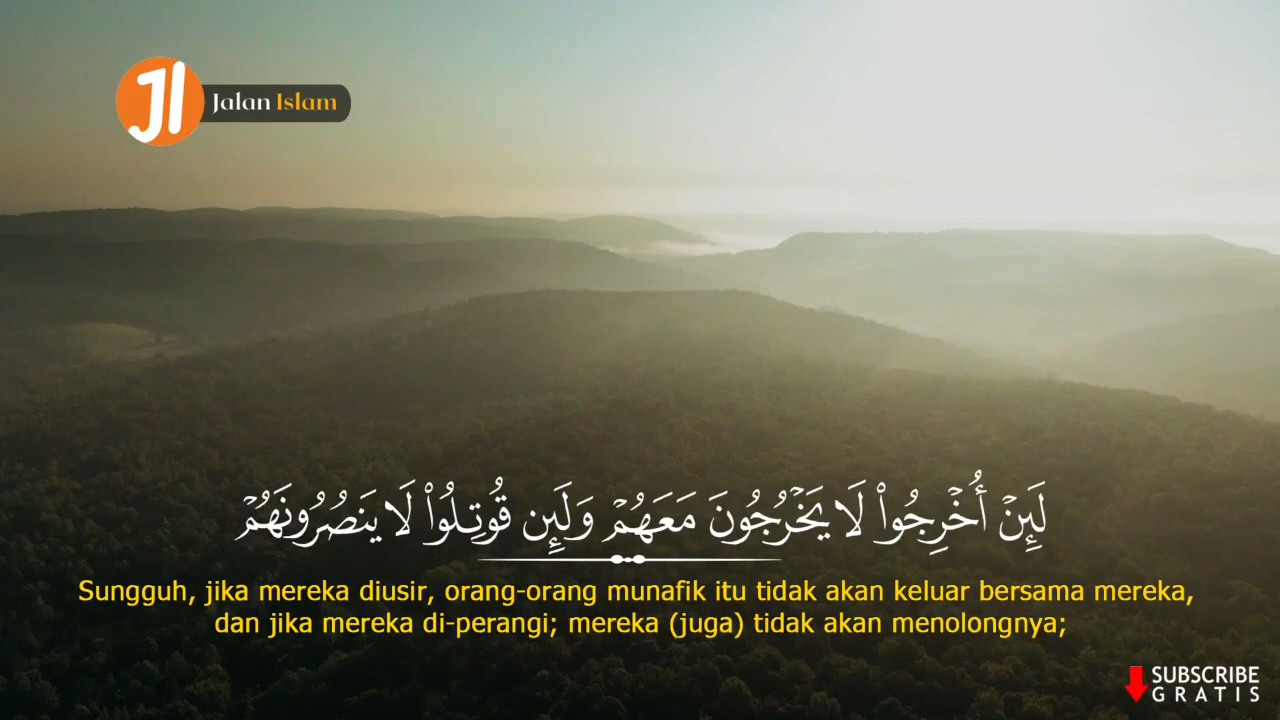 JI Jalan Islam
لَئِنْ أُخْرِجُوا۟ لَا يَخْرُجُونَ مَعَهُمْ وَلَئِن قُوتِلُوا۟ لَا يَنصُرُونَهُمْ
Sungguh, jika mereka diusir, orang-orang munafik itu tidak akan keluar bersama mereka,
dan jika mereka di-perangi; mereka (juga) tidak akan menolongnya;
SUBSCRIBE
GRATIS